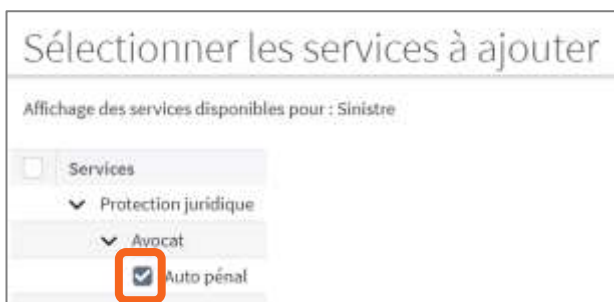 Sélectionner les services à ajouter
Affichage des services disponibles pour : Sinistre
Services
Protection juridique
Avocat
Auto pénal